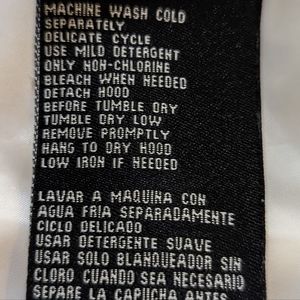 MACHINE WASH COLD
SEPARATELY
DELICATE CYCLE
USE MILD DETERGENT
ONLY NON-CHLORINE
BLEACH WHEN NEEDED
DETACH HOOD
BEFORE TUMBLE DRY
TUMBLE DRY LOW
REMOVE PROMPTLY
HANG TO DRY HOOD
LOW IRON IF NEEDED
LAVAR A MAQUINA CON
AGUA FRIA SEPARADAMENTE
CICLO DELICADO
USAR DETERGENTE SUAVE
USAR SOLO BLANQUEADOR SIN
CLORO CUANDO SEA NECESARIO
SEPARE LA CAPUCHA ANTES